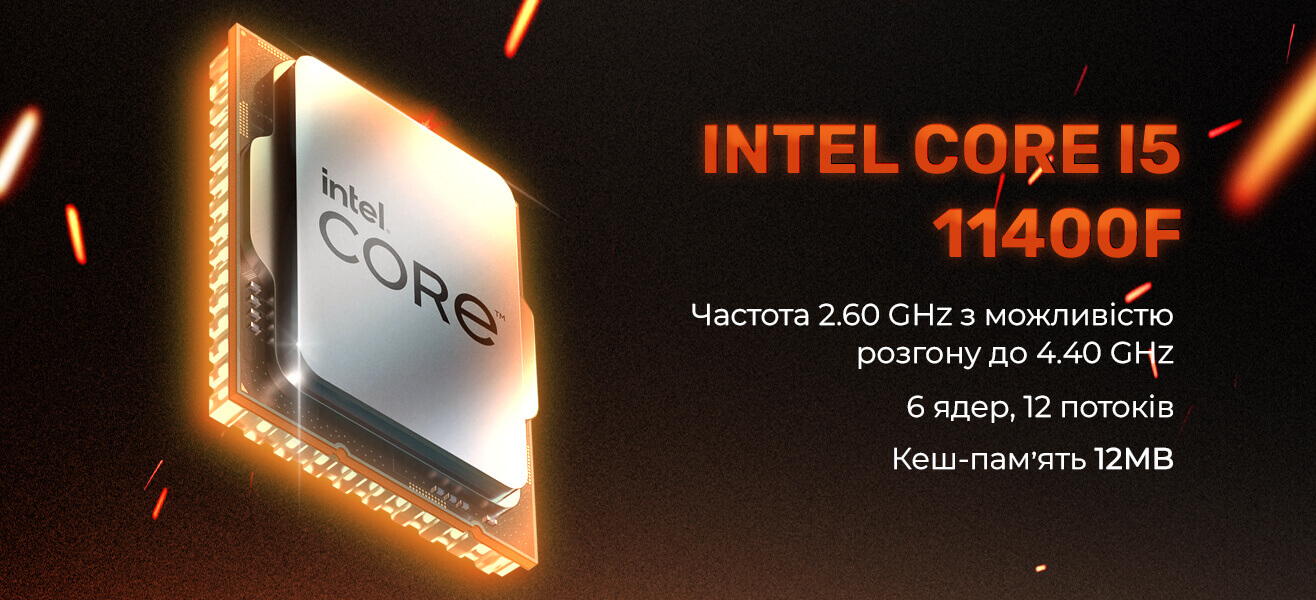 intel
CORE™
INTEL CORE I5
11400F
Частота 2.60 GHz з можливістю
розгону до 4.40 GHz
6 ядер, 12 потоків
Кеш-пам’ять 12MB